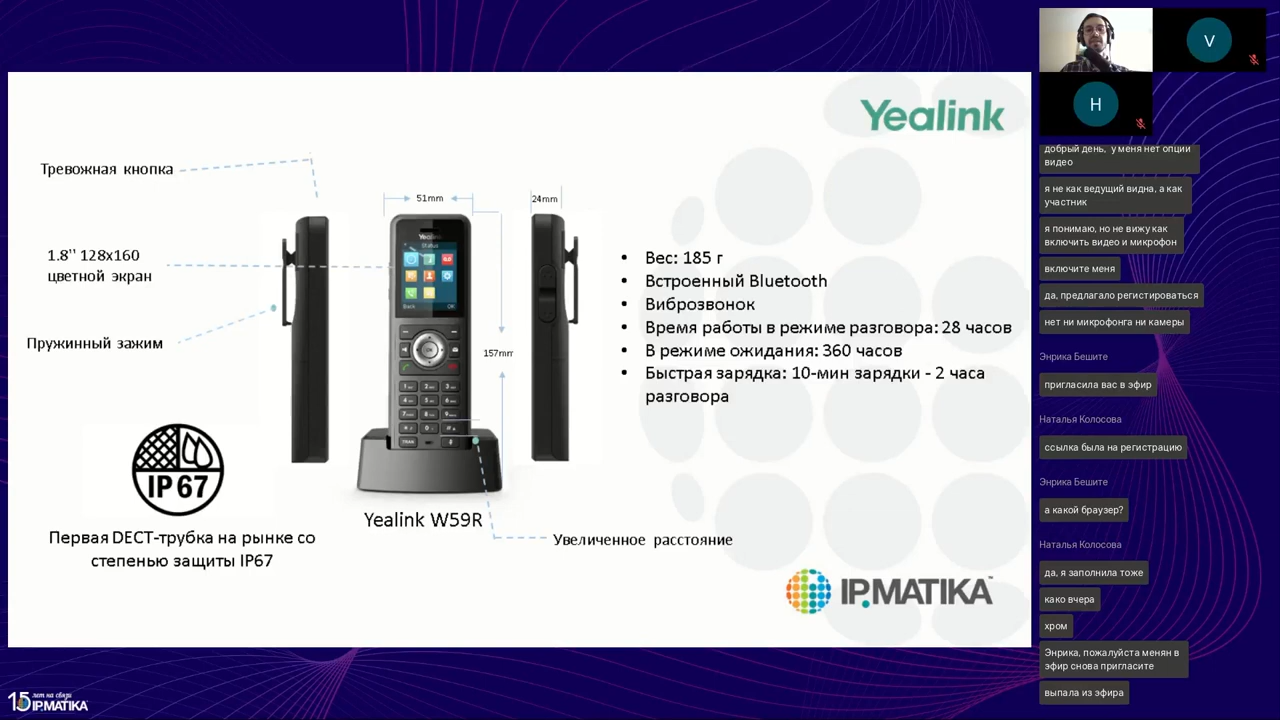 Yealink
Тревожная кнопка
51mm
24mm
1.8’’ 128x160
цветной экран
Пружинный зажим
157mm
Yealink
Status
Back
OK
IP 67
Первая DECT-трубка на рынке со
степенью защиты IP67
Yealink W59R
Увеличенное расстояние
• Вес: 185 г
• Встроенный Bluetooth
• Виброзвонок
• Время работы в режиме разговора: 28 часов
• В режиме ожидания: 360 часов
• Быстрая зарядка: 10-мин зарядки - 2 часа
разговора
IPMATIKA
15 лет на связи
IPMATIKA
V
H
добрый день, у меня нет опции
видео
я не как ведущий видна, а как
участник
я понимаю, но не вижу как
включить видео и микрофон
включите меня
да, предлагало регистироваться
нет ни микрофонга ни камеры
Энрика Бешите
пригласила вас в эфир
Наталья Колосова
ссылка была на регистрацию
Энрика Бешите
а какой браузер?
Наталья Колосова
да, я заполнила тоже
како вчера
хром
Энрика, пожалуйста менян в
эфир снова пригласите
выпала из эфира